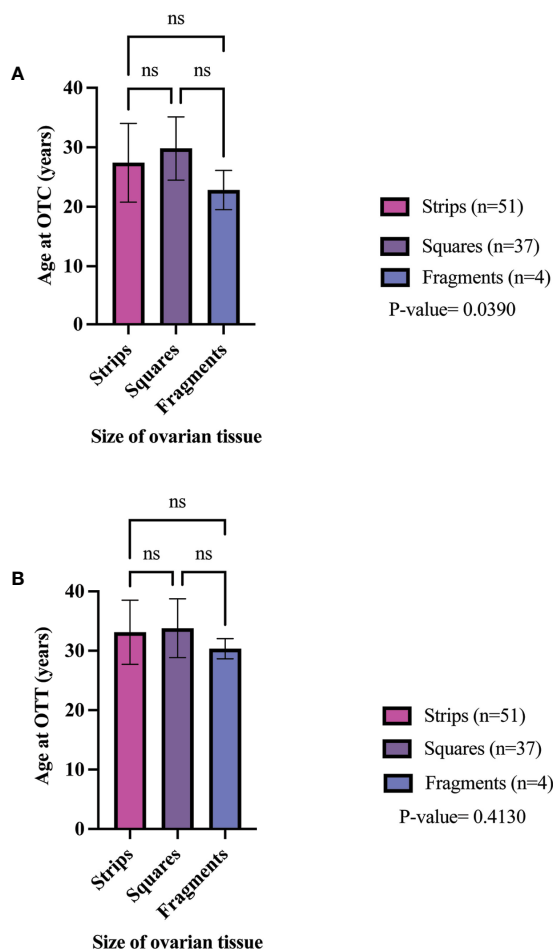 A
ns
ns ns
Age at OTC (years)
40
30
20
10
0
Strips
Squares
Fragments
Size of ovarian tissue
Strips (n=51)
Squares (n=37)
Fragments (n=4)
P-value= 0.0390
B
ns
ns ns
Age at OTT (years)
40
30
20
10
0
Strips
Squares
Fragments
Size of ovarian tissue
Strips (n=51)
Squares (n=37)
Fragments (n=4)
P-value= 0.4130